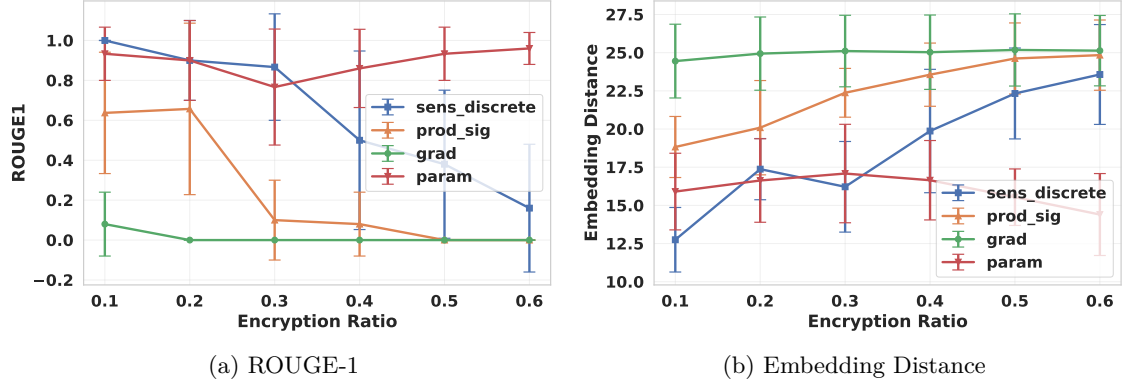 1.0
0.8
0.6
0.4
0.2
0.0
−0.2
ROUGE1
sens_discrete
prod_sig
grad
param
0.1 0.2 0.3 0.4 0.5 0.6
Encryption Ratio
(a) ROUGE-1
27.5
25.0
22.5
20.0
17.5
15.0
12.5
10.0
Embedding Distance
sens_discrete
prod_sig
grad
param
0.1 0.2 0.3 0.4 0.5 0.6
Encryption Ratio
(b) Embedding Distance